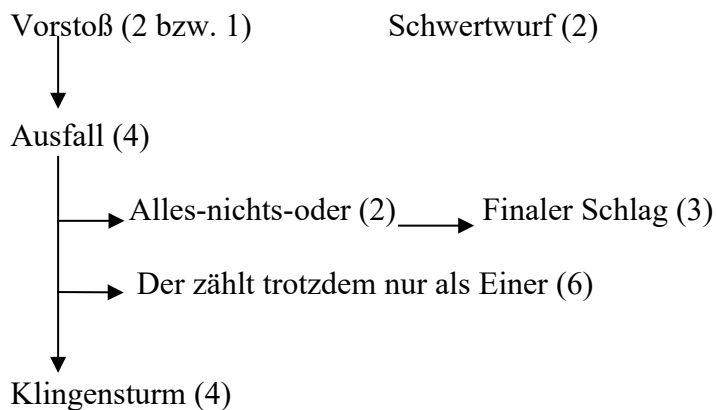 Vorstoß (2 bzw. 1) Schwertwurf (2)
Ausfall (4)
Alles-nichts-oder (2) Finaler Schlag (3)
Der zählt trotzdem nur als Einer (6)
Klingensturm (4)